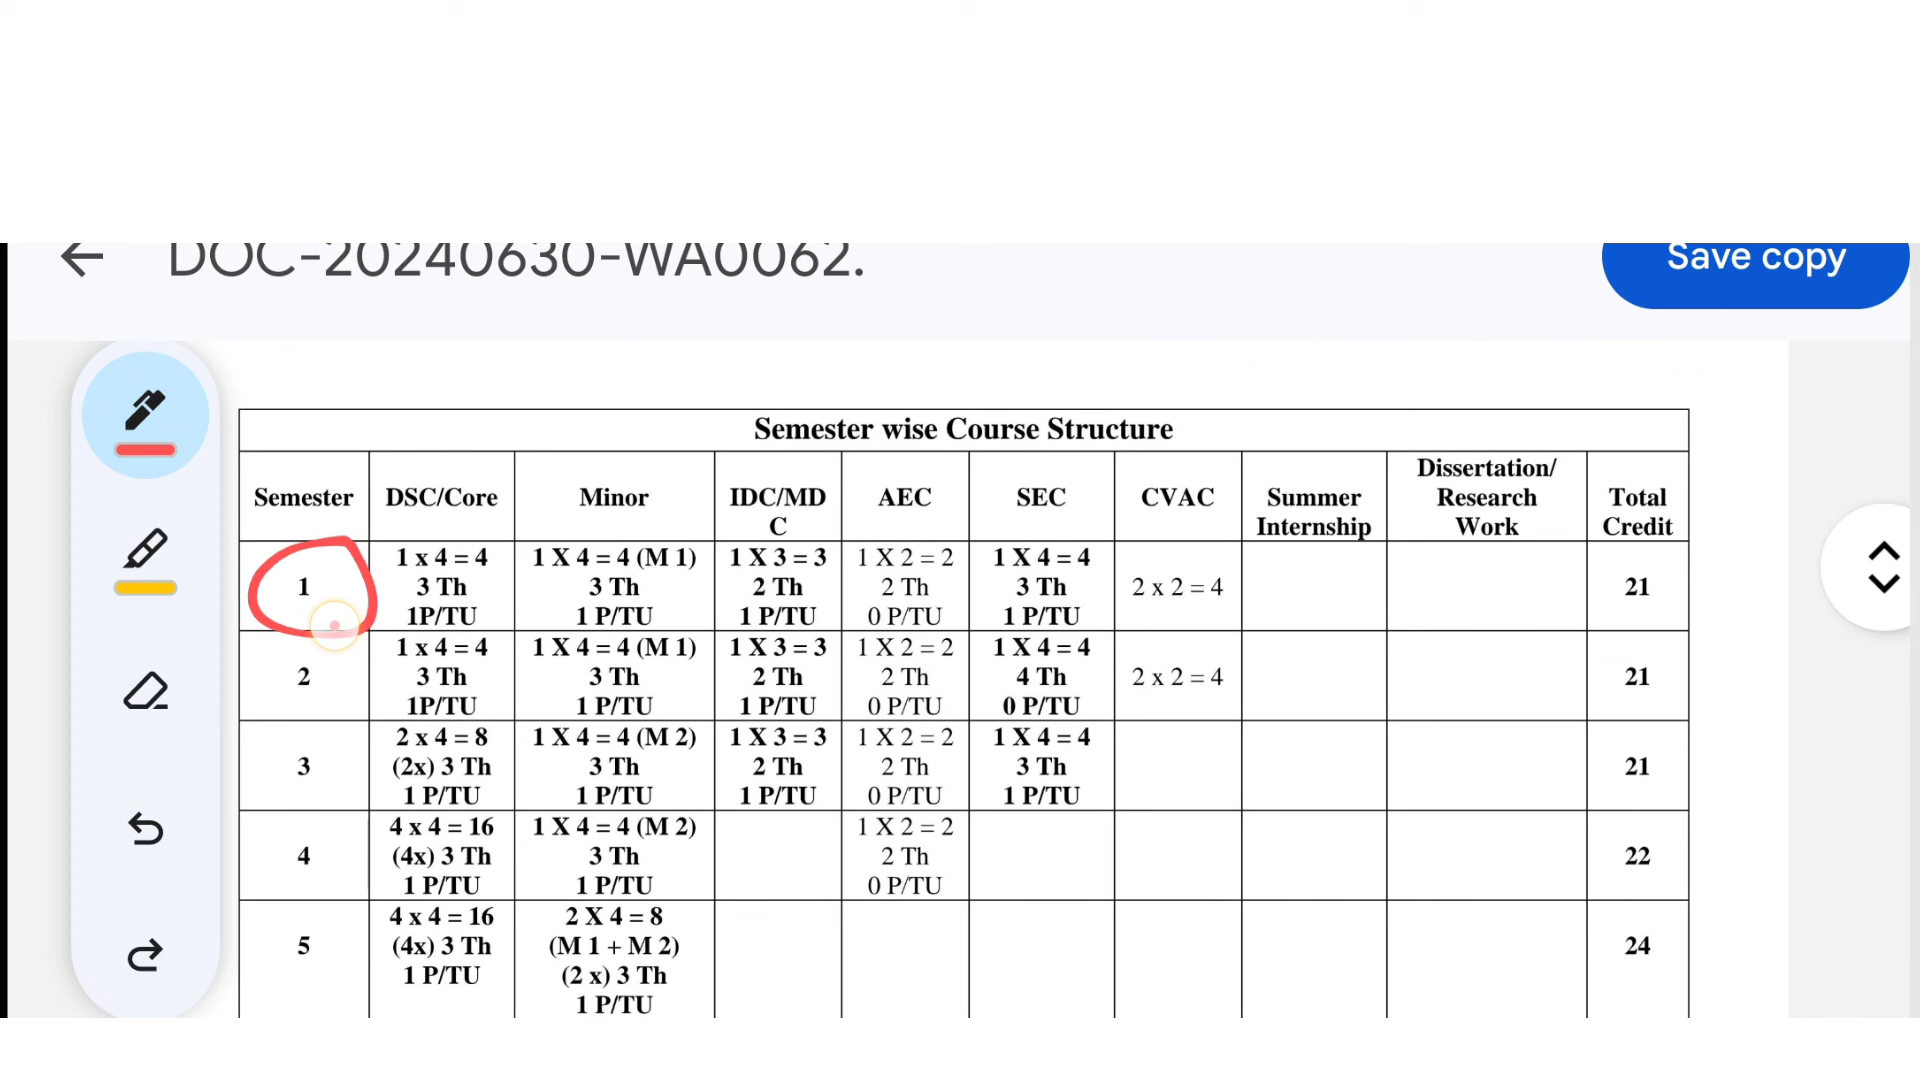 DOC-20240630-WA0062.
Save copy
Semester wise Course Structure
Semester DSC/Core Minor IDC/MD C AEC SEC CVAC Summer Internship Dissertation/ Research Work Total Credit
1 1 x 4 = 4 3 Th 1P/TU 1 X 4 = 4 (M 1) 3 Th 1 P/TU 1 X 3 = 3 2 Th 1 P/TU 1 X 2 = 2 2 Th 0 P/TU 1 X 4 = 4 3 Th 1 P/TU 2 x 2 = 4 21
2 1 x 4 = 4 3 Th 1P/TU 1 X 4 = 4 (M 1) 3 Th 1 P/TU 1 X 3 = 3 2 Th 1 P/TU 1 X 2 = 2 2 Th 0 P/TU 1 X 4 = 4 4 Th 0 P/TU 2 x 2 = 4 21
3 2 x 4 = 8 (2x) 3 Th 1 P/TU 1 X 4 = 4 (M 2) 3 Th 1 P/TU 1 X 3 = 3 2 Th 1 P/TU 1 X 2 = 2 2 Th 0 P/TU 1 X 4 = 4 3 Th 1 P/TU 21
4 4 x 4 = 16 (4x) 3 Th 1 P/TU 1 X 4 = 4 (M 2) 3 Th 1 P/TU 1 X 2 = 2 2 Th 0 P/TU 22
5 4 x 4 = 16 (4x) 3 Th 1 P/TU 2 X 4 = 8 (M 1 + M 2) (2 x) 3 Th 1 P/TU 24